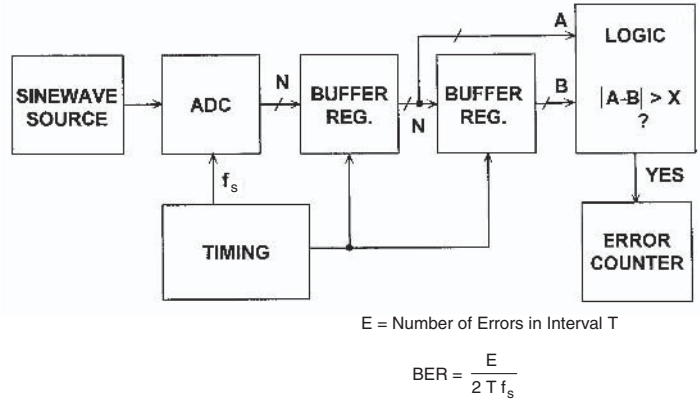 SINEWAVE
SOURCE
ADC
N
BUFFER
REG.
N
BUFFER
REG.
A
B
LOGIC
|A-B| > X
?
YES
ERROR
COUNTER
fs
TIMING
E = Number of Errors in Interval T
BER = E / 2 T fs